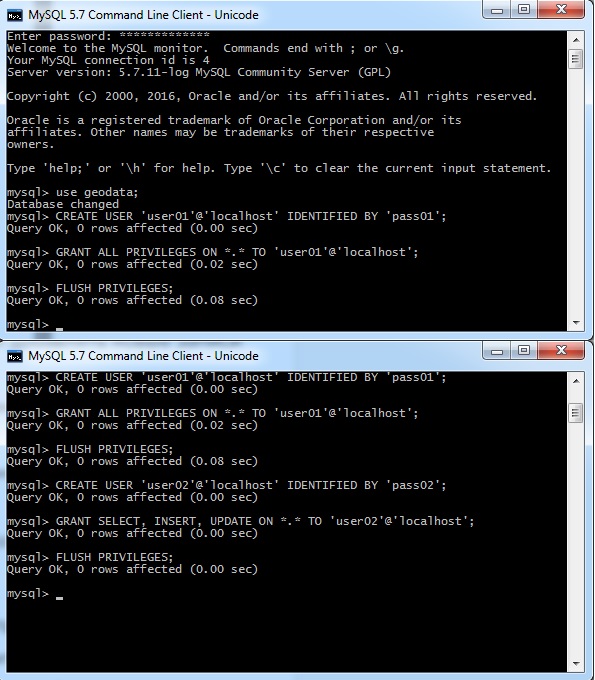 MySQL 5.7 Command Line Client - Unicode
Enter password: *************
Welcome to the MySQL monitor.  Commands end with ; or \g.
Your MySQL connection id is 4
Server version: 5.7.11-log MySQL Community Server (GPL)
Copyright (c) 2000, 2016, Oracle and/or its affiliates. All rights reserved.
Oracle is a registered trademark of Oracle Corporation and/or its
affiliates. Other names may be trademarks of their respective
owners.
Type 'help;' or '\h' for help. Type '\c' to clear the current input statement.
mysql> use geodata;
Database changed
mysql> CREATE USER 'user01'@'localhost' IDENTIFIED BY 'pass01';
Query OK, 0 rows affected (0.00 sec)
mysql> GRANT ALL PRIVILEGES ON *.* TO 'user01'@'localhost';
Query OK, 0 rows affected (0.02 sec)
mysql> FLUSH PRIVILEGES;
Query OK, 0 rows affected (0.08 sec)
mysql> _
MySQL 5.7 Command Line Client - Unicode
mysql> CREATE USER 'user01'@'localhost' IDENTIFIED BY 'pass01';
Query OK, 0 rows affected (0.00 sec)
mysql> GRANT ALL PRIVILEGES ON *.* TO 'user01'@'localhost';
Query OK, 0 rows affected (0.02 sec)
mysql> FLUSH PRIVILEGES;
Query OK, 0 rows affected (0.08 sec)
mysql> CREATE USER 'user02'@'localhost' IDENTIFIED BY 'pass02';
Query OK, 0 rows affected (0.00 sec)
mysql> GRANT SELECT, INSERT, UPDATE ON *.* TO 'user02'@'localhost';
Query OK, 0 rows affected (0.00 sec)
mysql> FLUSH PRIVILEGES;
Query OK, 0 rows affected (0.00 sec)
mysql> _